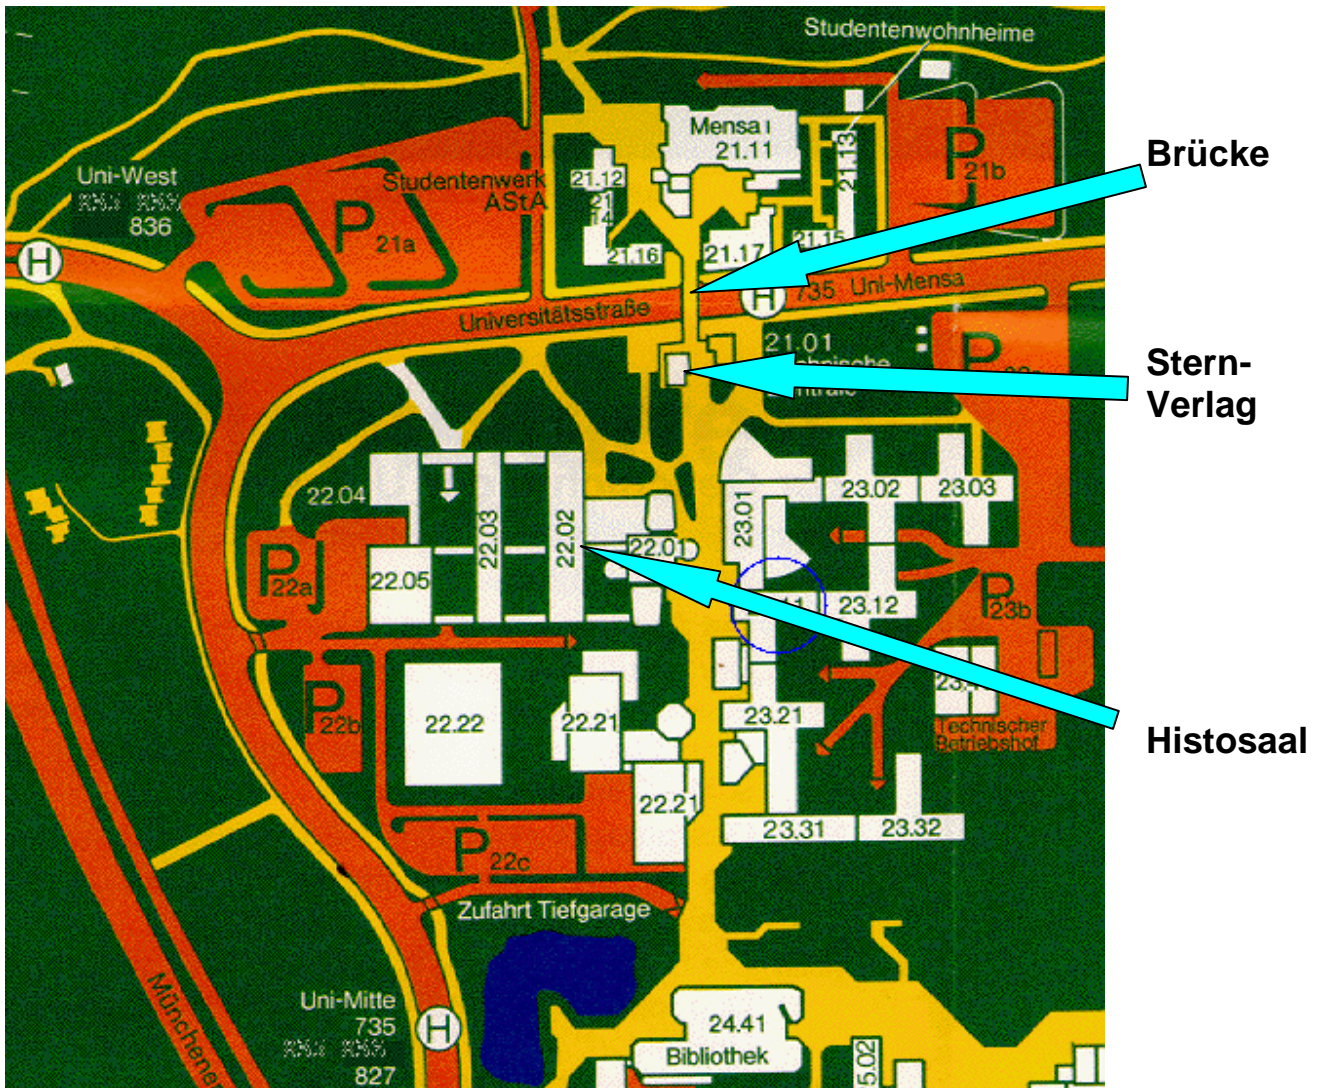 Studentenwohnheime
Mensa I
21.11
Brücke
Uni-West
836
P 21a
Studentenwerk
AStA
21.12
21
14
21.16
21.17
21.15
21.13
P 21b
H
H 735 Uni-Mensa
Universitätsstraße
21.01
Stern-
Verlag
P
22.04
22.03
22.02
22.01
22.05
23.01
23.02
23.03
P 22a
23.12
P 23b
P 22b
22.22
22.21
23.21
Technischer
Betriebshof
Histosaal
22.21
23.31
23.32
P 22c
Zufahrt Tiefgarage
Münchener
Uni-Mitte
735
827
H
24.41
Bibliothek
5.02